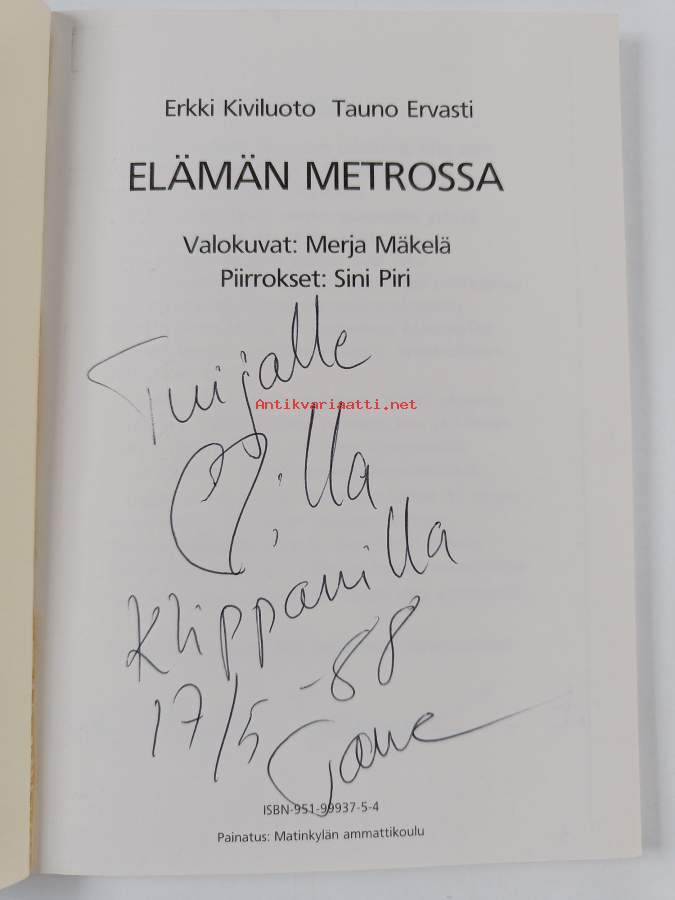 Erkki Kiviluoto Tauno Ervasti
ELÄMÄN METROSSA
Valokuvat: Merja Mäkelä
Piirrokset: Sini Piri
Tuijalle
Antikvariaatti.net
:lla
Klippanilla
17/5 -88
ISBN-951-99937-5-4
Painatus: Matinkylän ammattikoulu